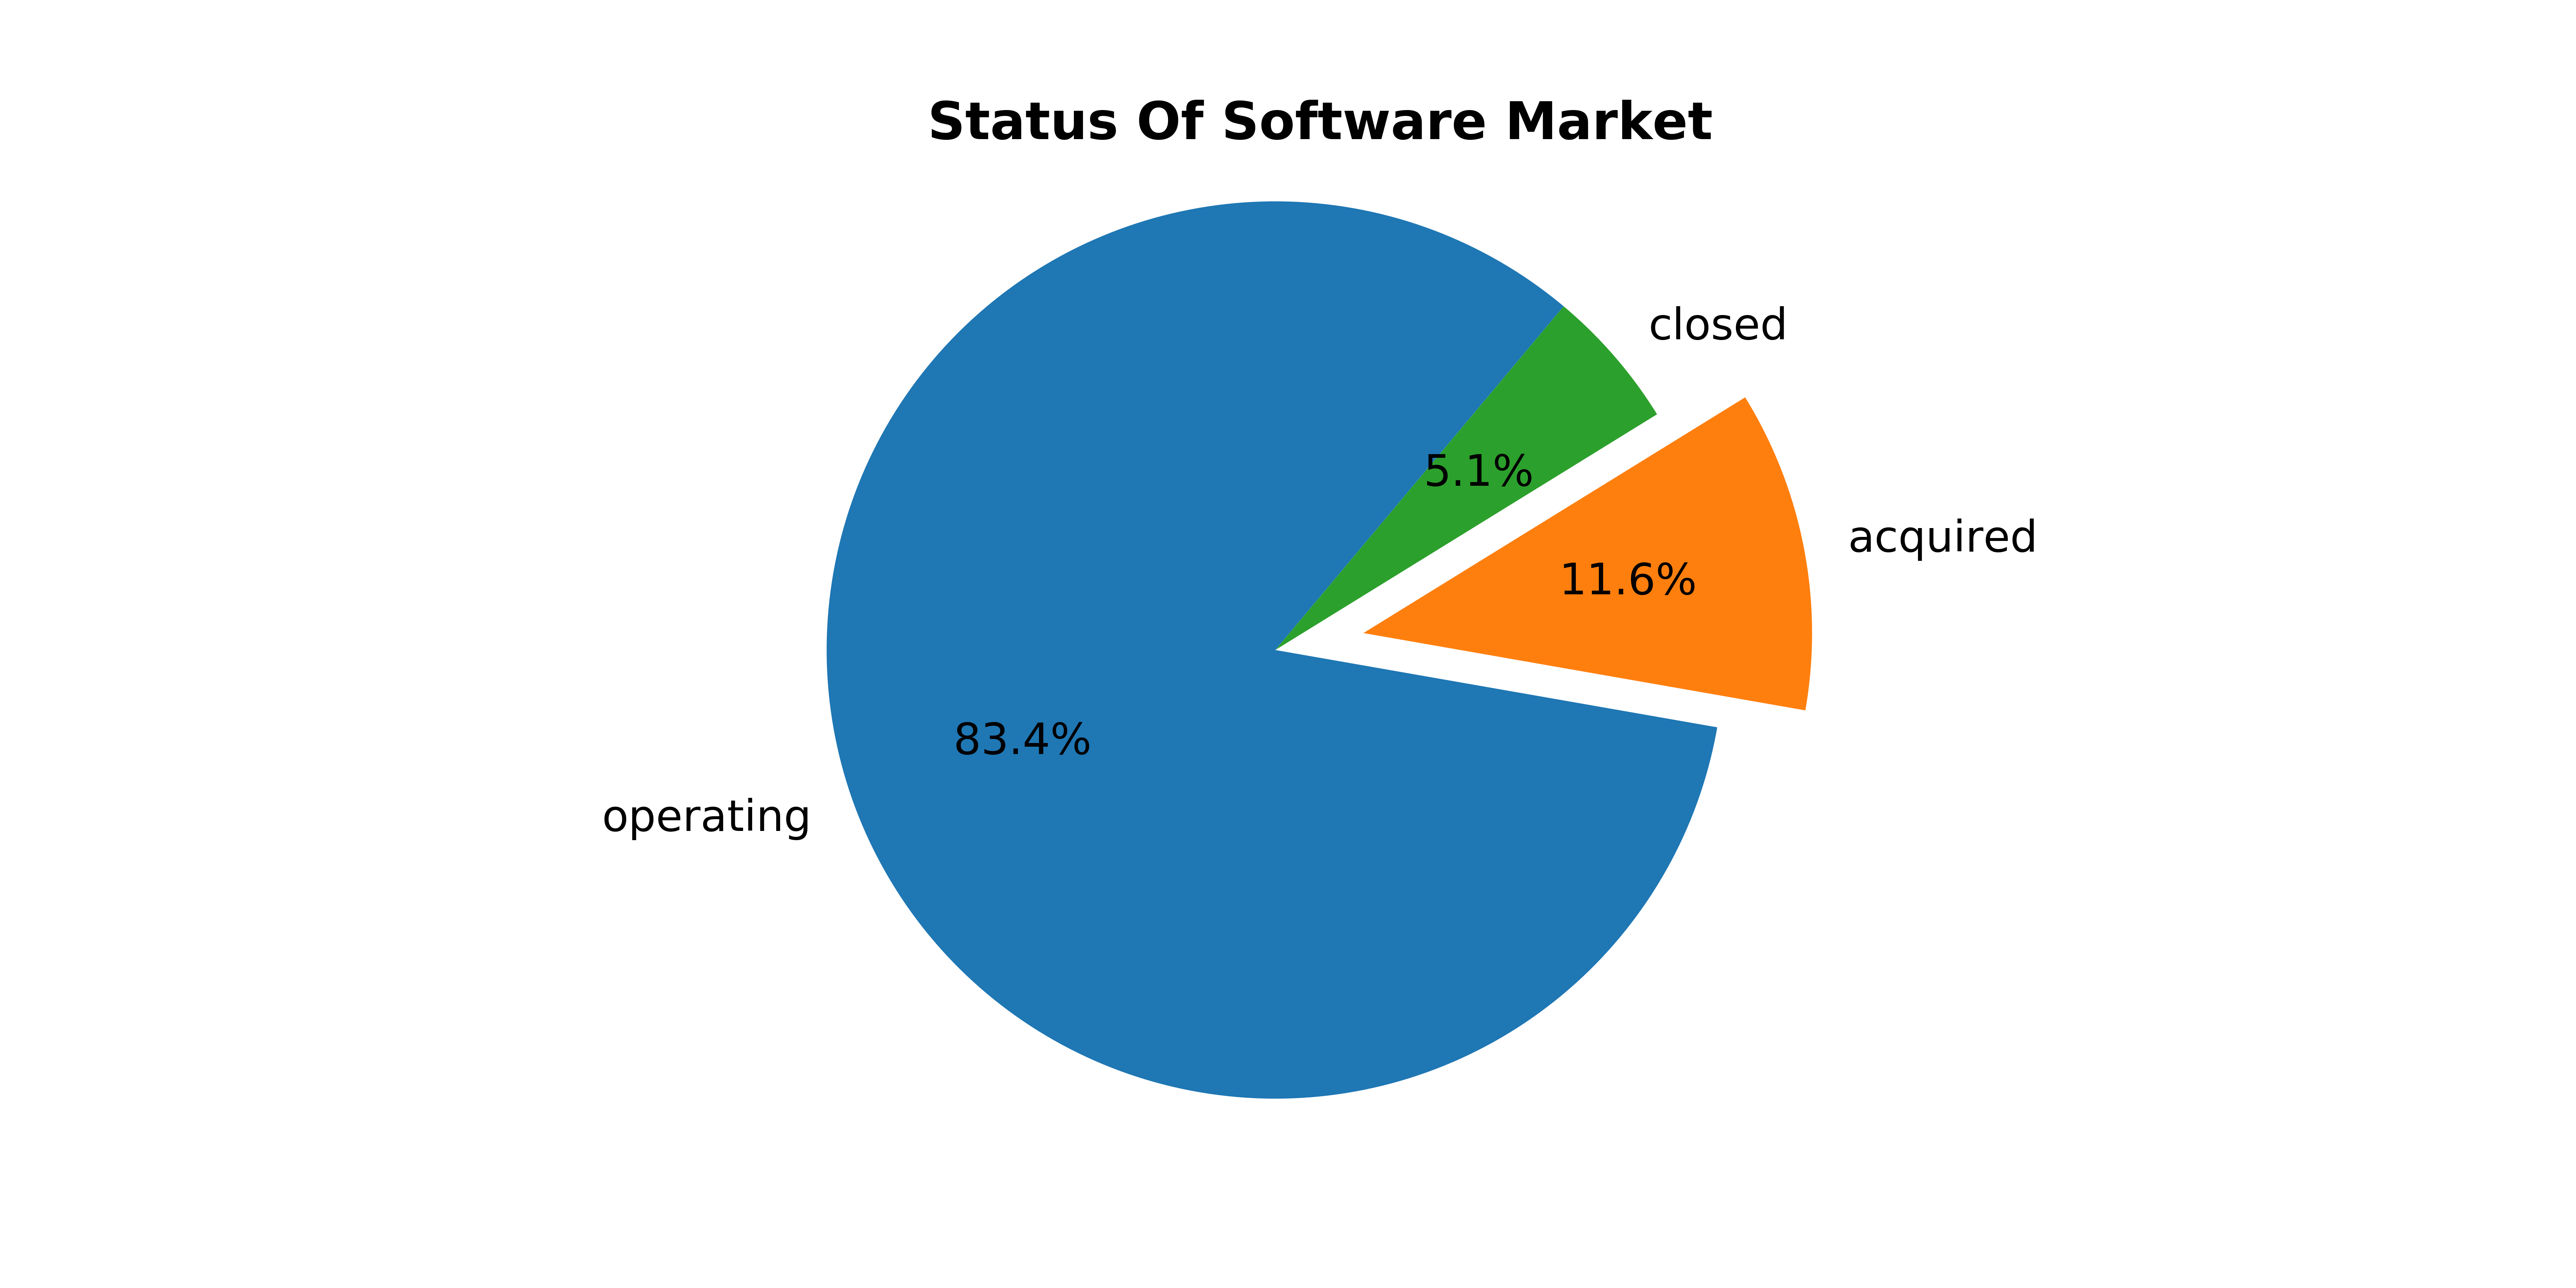 Status Of Software Market
closed
5.1%
acquired
11.6%
83.4%
operating